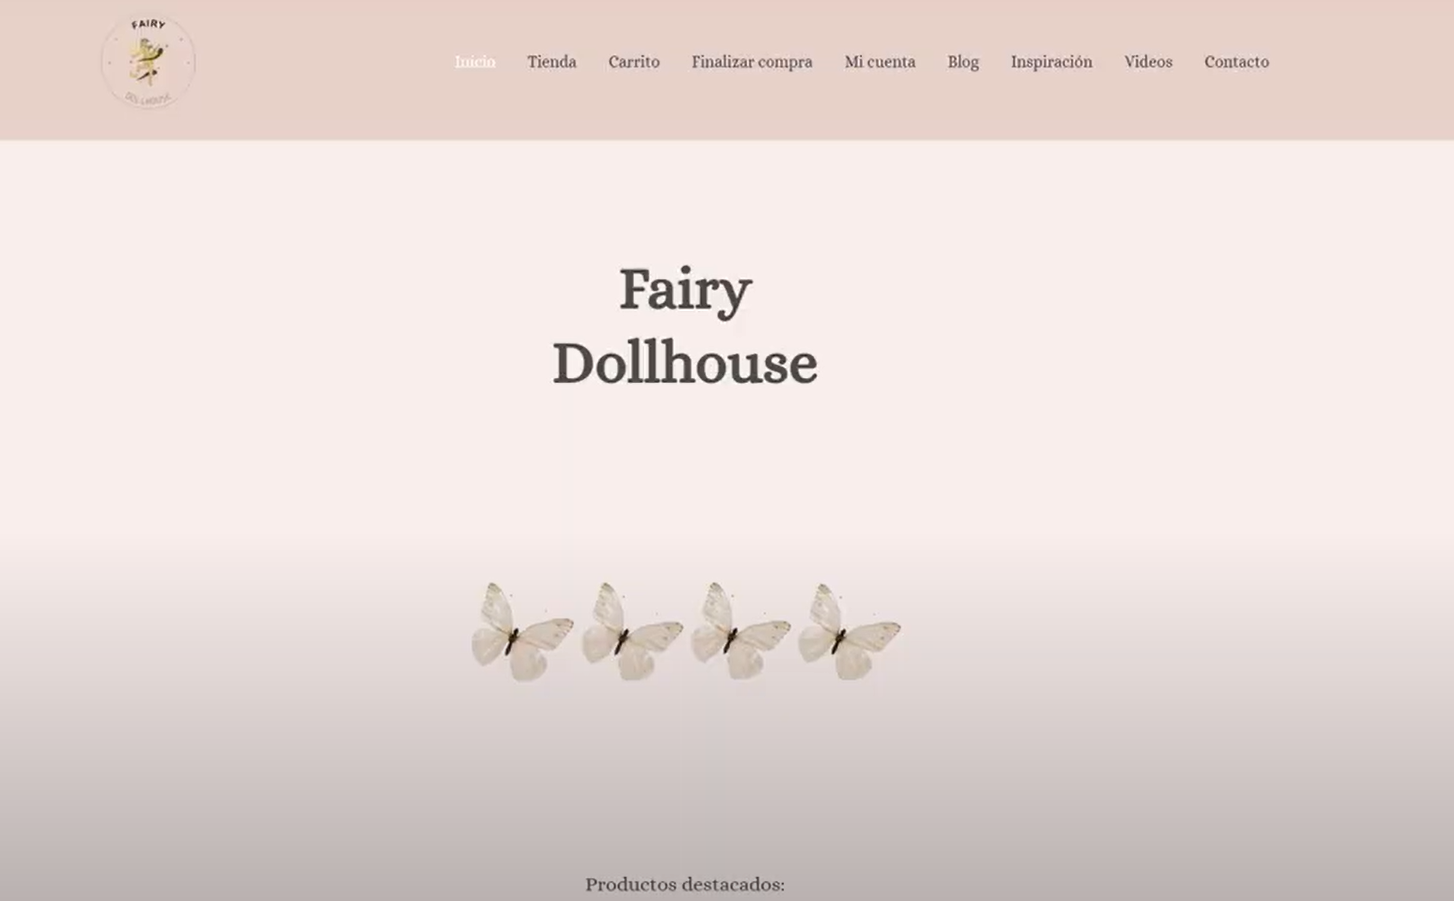 FAIRY
DOLLHOUSE
Inicio Tienda Carrito Finalizar compra Mi cuenta Blog Inspiración Videos Contacto
Fairy
Dollhouse
Productos destacados: